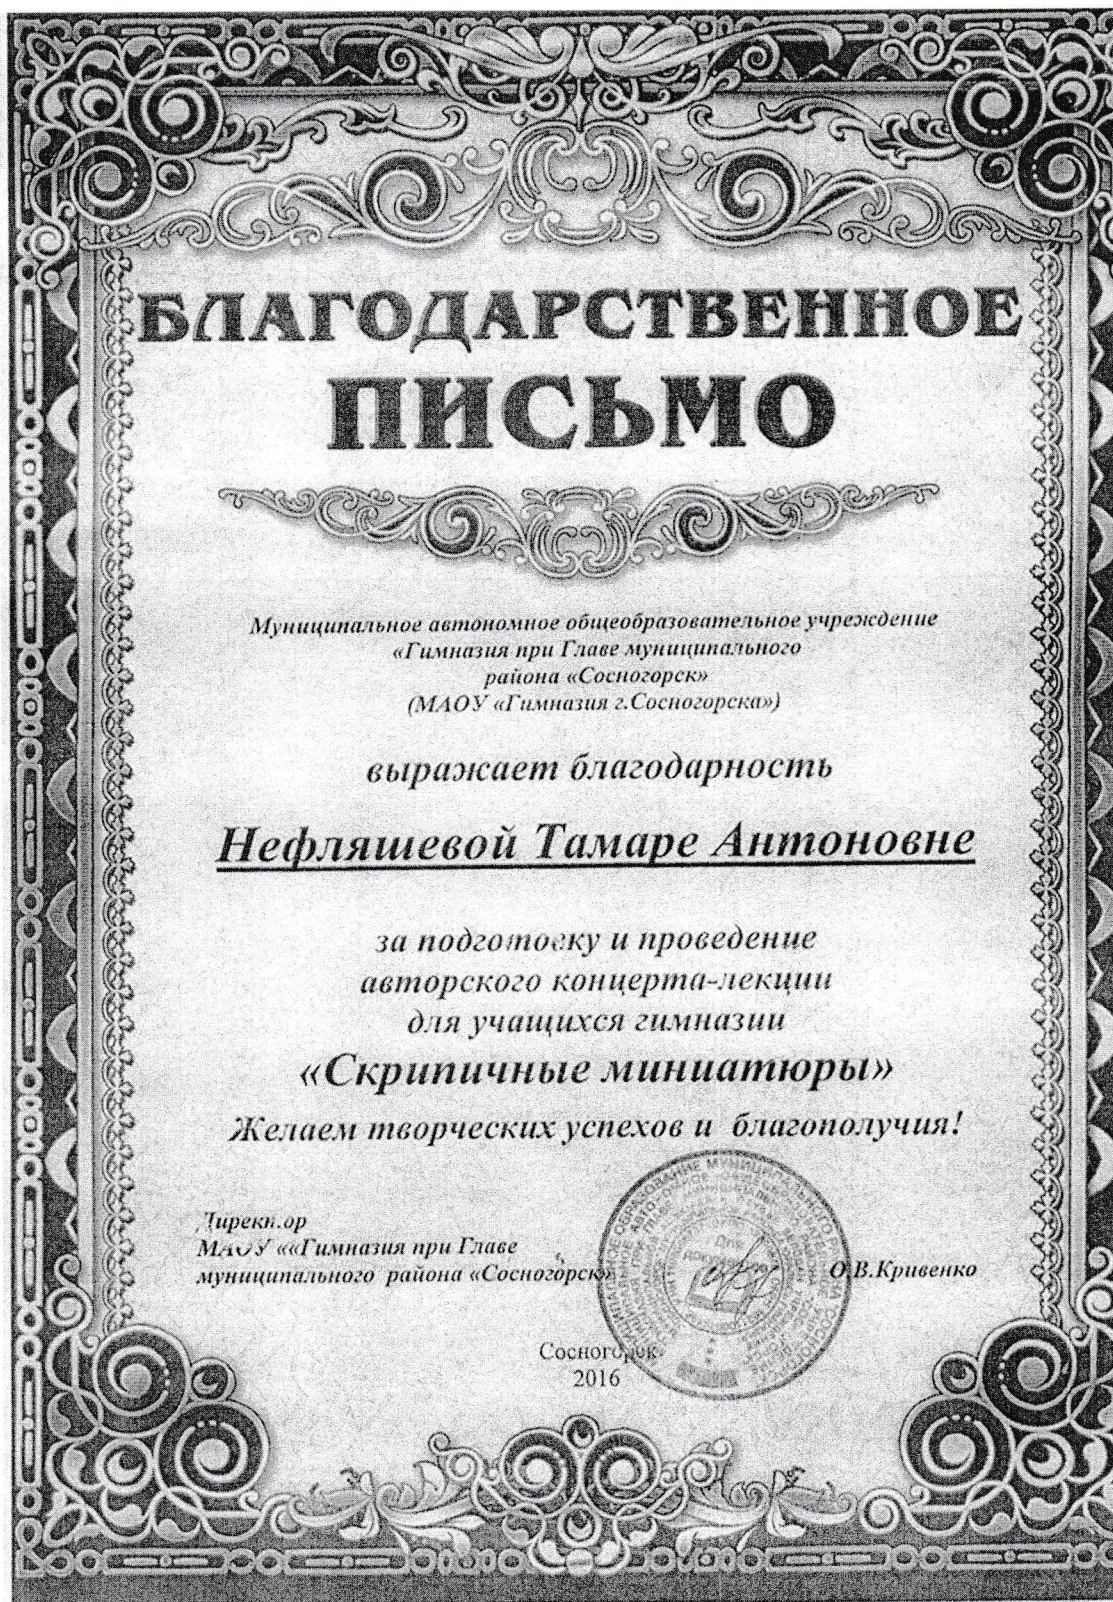 БЛАГОДАРСТВЕННОЕ
ПИСЬМО
Муниципальное автономное общеобразовательное учреждение
«Гимназия при Главе муниципального
района «Сосногорск»
(МАОУ «Гимназия г.Сосногорска»)
выражает благодарность
Нефляшевой Тамаре Антоновне
за подготовку и проведение
авторского концерта-лекции
для учащихся гимназии
«Скрипичные миниатюры»
Желаем творческих успехов и благополучия!
Директор
МАОУ ««Гимназия при Главе
муниципального района «Сосногорск»
О.В.Кривенко
Для
Сосногорск
2016